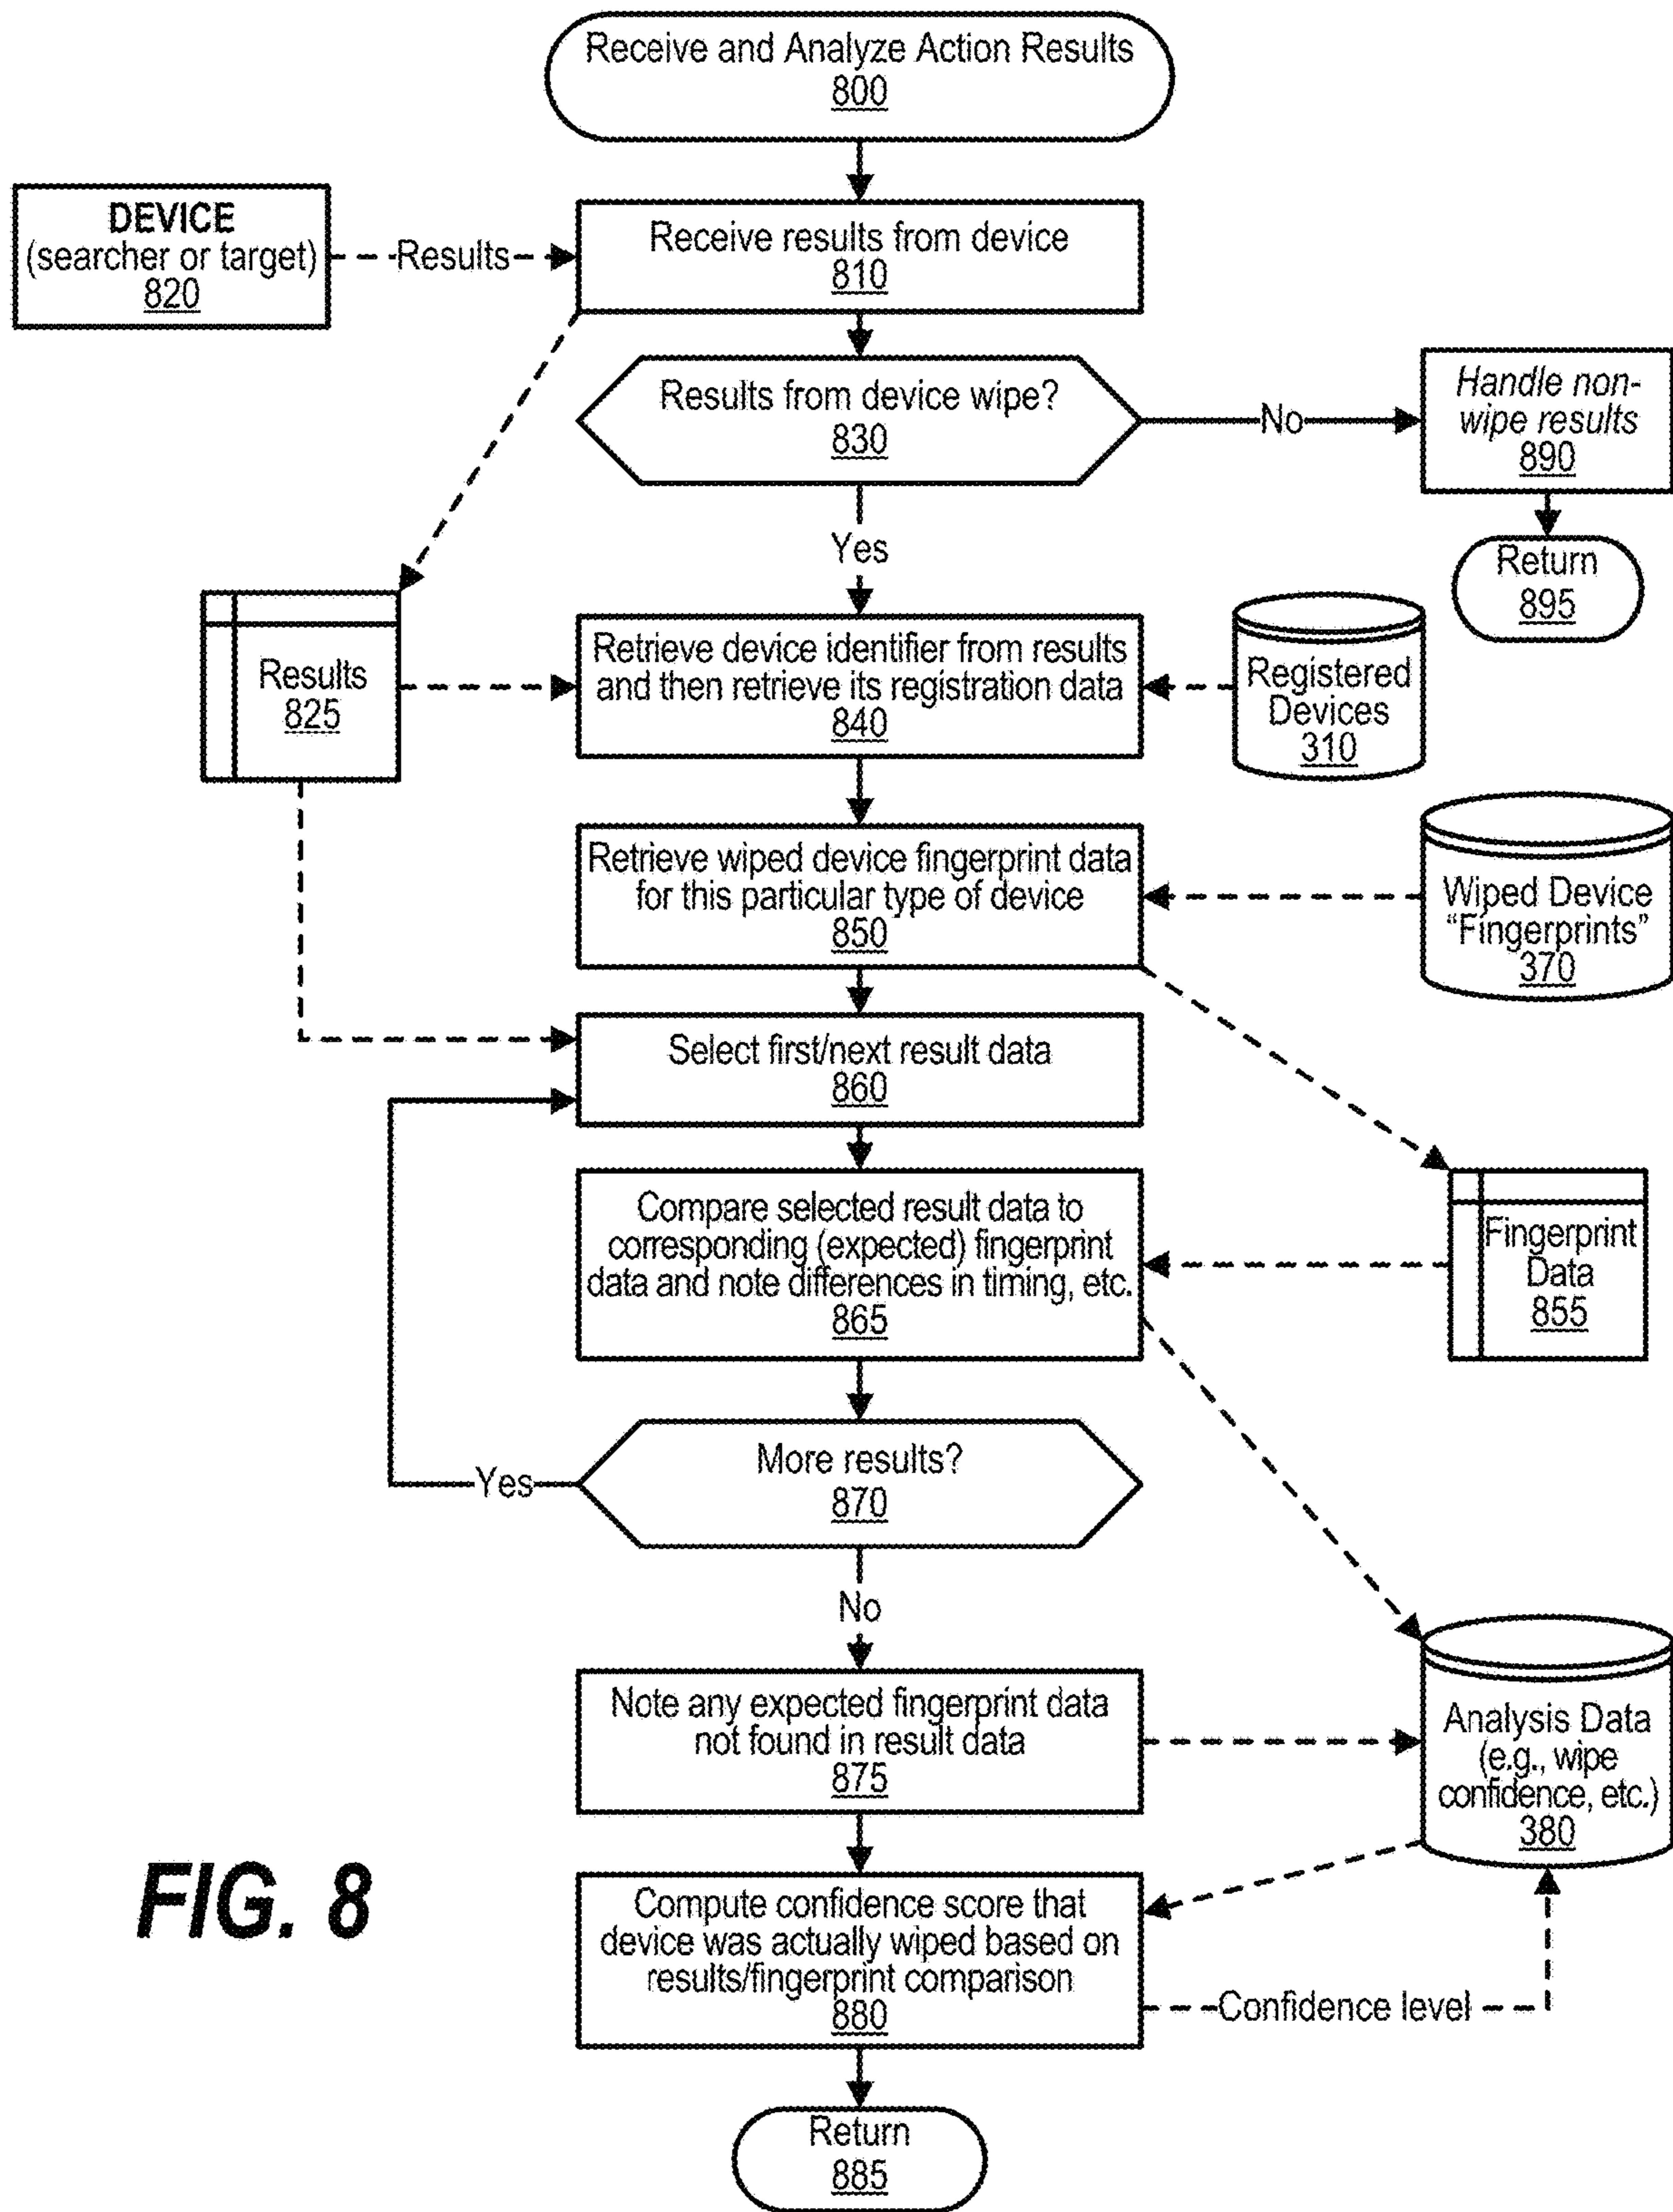 Receive and Analyze Action Results
800
DEVICE
(searcher or target)
820
Results
Receive results from device
810
Results from device wipe?
830
No
Handle non-
wipe results
890
Yes
Return
895
Results
825
Retrieve device identifier from results
and then retrieve its registration data
840
Registered
Devices
310
Retrieve wiped device fingerprint data
for this particular type of device
850
Wiped Device
“Fingerprints”
370
Select first/next result data
860
Compare selected result data to
corresponding (expected) fingerprint
data and note differences in timing, etc.
865
Fingerprint
Data
855
More results?
870
Yes
No
Note any expected fingerprint data
not found in result data
875
Analysis Data
(e.g., wipe
confidence, etc.)
380
FIG. 8
Compute confidence score that
device was actually wiped based on
results/fingerprint comparison
880
Confidence level
Return
885